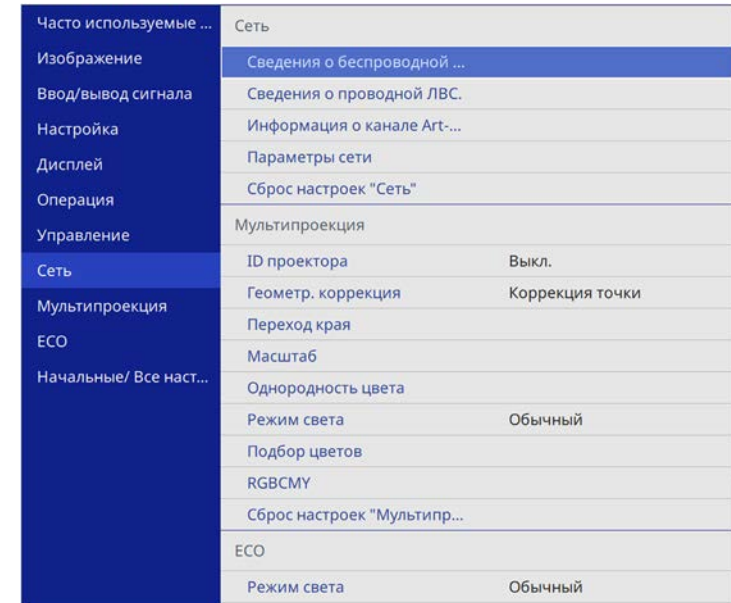 Часто используемые ...
Изображение
Ввод/вывод сигнала
Настройка
Дисплей
Операция
Управление
Сеть
Мультипроекция
ECO
Начальные/ Все наст...
Сеть
Сведения о беспроводной ...
Сведения о проводной ЛВС.
Информация о канале Art-...
Параметры сети
Сброс настроек "Сеть"
Мультипроекция
ID проектора Выкл.
Геометр. коррекция Коррекция точки
Переход края
Масштаб
Однородность цвета
Режим света Обычный
Подбор цветов
RGBCMY
Сброс настроек "Мультипр...
ECO
Режим света Обычный